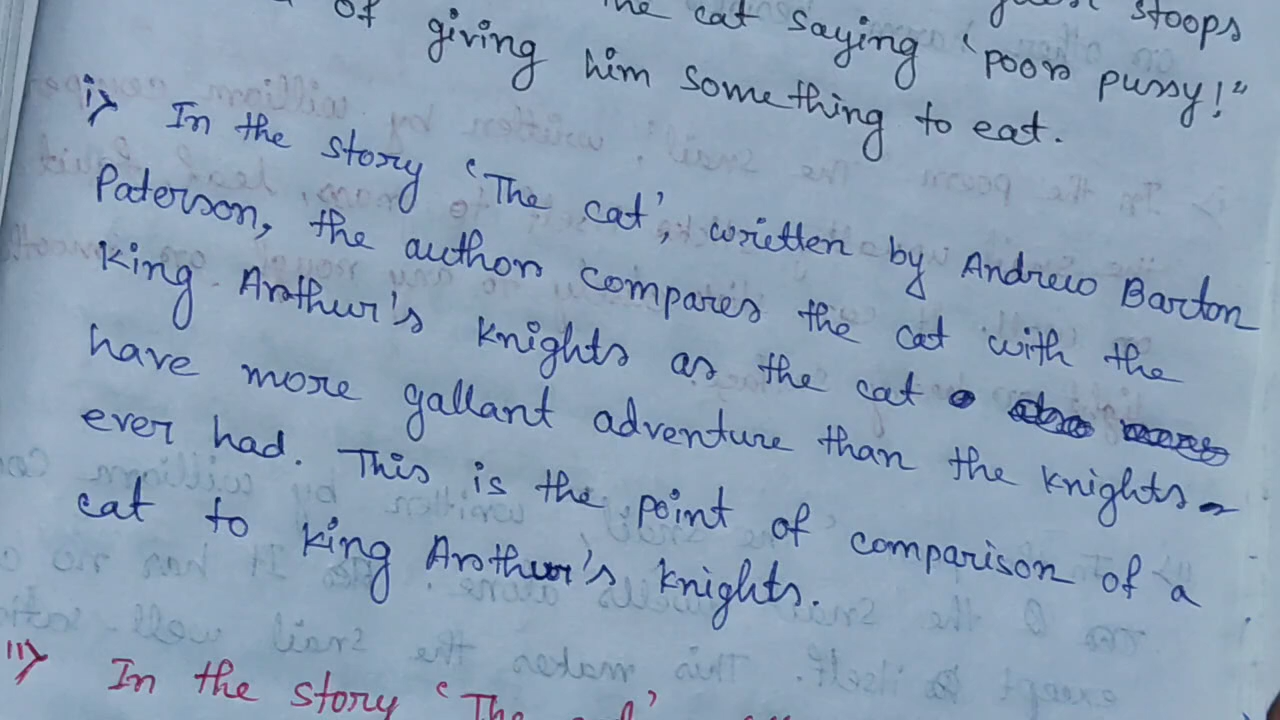 of the cat saying 'poor pussy!"
stoops
giving him something to eat.
i> In the story 'The cat', written by Andrew Barton
Paterson, the author compares the cat with the
King Arthur's knights as the cat
have more gallant adventure than the knights
ever had. This is the point of comparison of a
cat to King Arthur's knights.
ii> In the story 'The